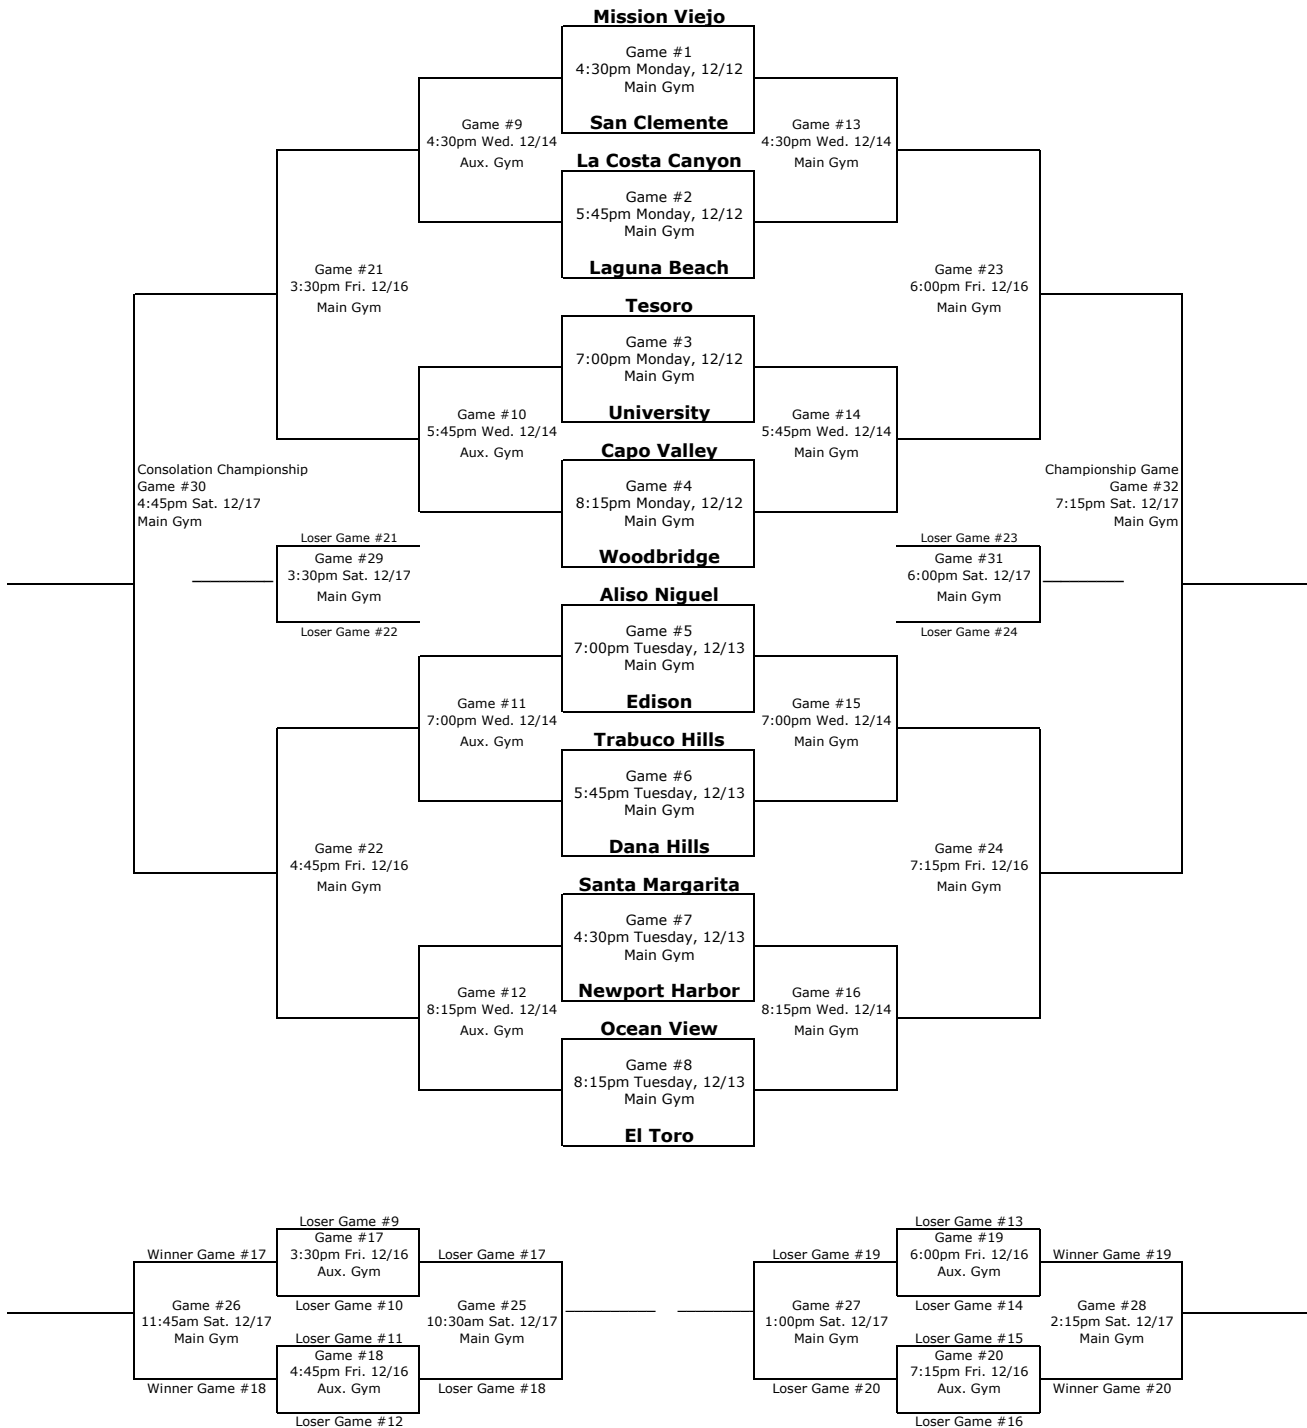 Mission Viejo
Game #1
4:30pm Monday, 12/12
Main Gym
San Clemente
Game #9
4:30pm Wed. 12/14
Aux. Gym
Game #13
4:30pm Wed. 12/14
Main Gym
La Costa Canyon
Game #2
5:45pm Monday, 12/12
Main Gym
Laguna Beach
Game #21
3:30pm Fri. 12/16
Main Gym
Game #23
6:00pm Fri. 12/16
Main Gym
Tesoro
Game #3
7:00pm Monday, 12/12
Main Gym
University
Game #10
5:45pm Wed. 12/14
Aux. Gym
Game #14
5:45pm Wed. 12/14
Main Gym
Capo Valley
Game #4
8:15pm Monday, 12/12
Main Gym
Woodbridge
Consolation Championship
Game #30
4:45pm Sat. 12/17
Main Gym
Championship Game
Game #32
7:15pm Sat. 12/17
Main Gym
Loser Game #21
Game #29
3:30pm Sat. 12/17
Main Gym
Loser Game #22
Loser Game #23
Game #31
6:00pm Sat. 12/17
Main Gym
Loser Game #24
Aliso Niguel
Game #5
7:00pm Tuesday, 12/13
Main Gym
Edison
Game #11
7:00pm Wed. 12/14
Aux. Gym
Game #15
7:00pm Wed. 12/14
Main Gym
Trabuco Hills
Game #6
5:45pm Tuesday, 12/13
Main Gym
Dana Hills
Game #22
4:45pm Fri. 12/16
Main Gym
Game #24
7:15pm Fri. 12/16
Main Gym
Santa Margarita
Game #7
4:30pm Tuesday, 12/13
Main Gym
Newport Harbor
Game #12
8:15pm Wed. 12/14
Aux. Gym
Game #16
8:15pm Wed. 12/14
Main Gym
Ocean View
Game #8
8:15pm Tuesday, 12/13
Main Gym
El Toro
Loser Game #9
Game #17
3:30pm Fri. 12/16
Aux. Gym
Loser Game #10
Winner Game #17
Loser Game #17
Game #26
11:45am Sat. 12/17
Main Gym
Game #25
10:30am Sat. 12/17
Main Gym
Loser Game #11
Game #18
4:45pm Fri. 12/16
Aux. Gym
Loser Game #12
Winner Game #18
Loser Game #18
Loser Game #13
Game #19
6:00pm Fri. 12/16
Aux. Gym
Loser Game #14
Loser Game #19
Winner Game #19
Game #27
1:00pm Sat. 12/17
Main Gym
Game #28
2:15pm Sat. 12/17
Main Gym
Loser Game #15
Game #20
7:15pm Fri. 12/16
Aux. Gym
Loser Game #16
Loser Game #20
Winner Game #20